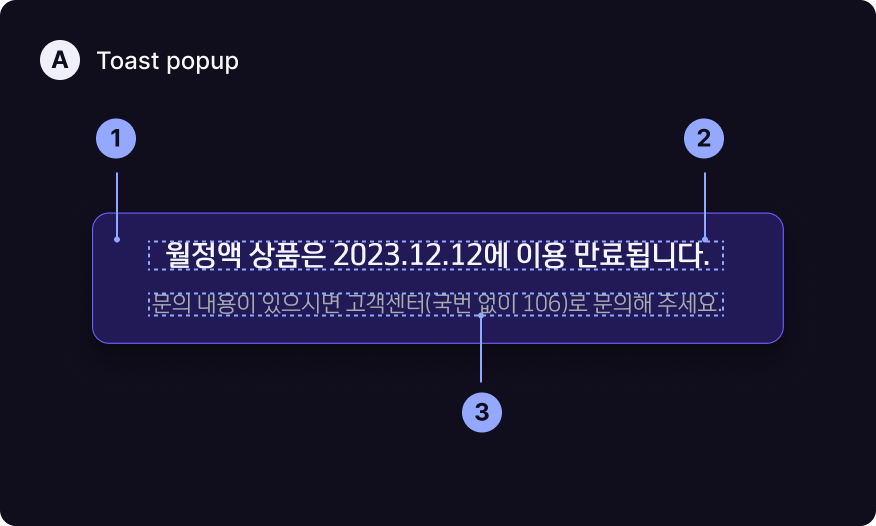 A Toast popup
1
2
월정액 상품은 2023.12.12에 이용 만료됩니다.
문의 내용이 있으시면 고객센터(국번 없이 106)로 문의해 주세요.
3